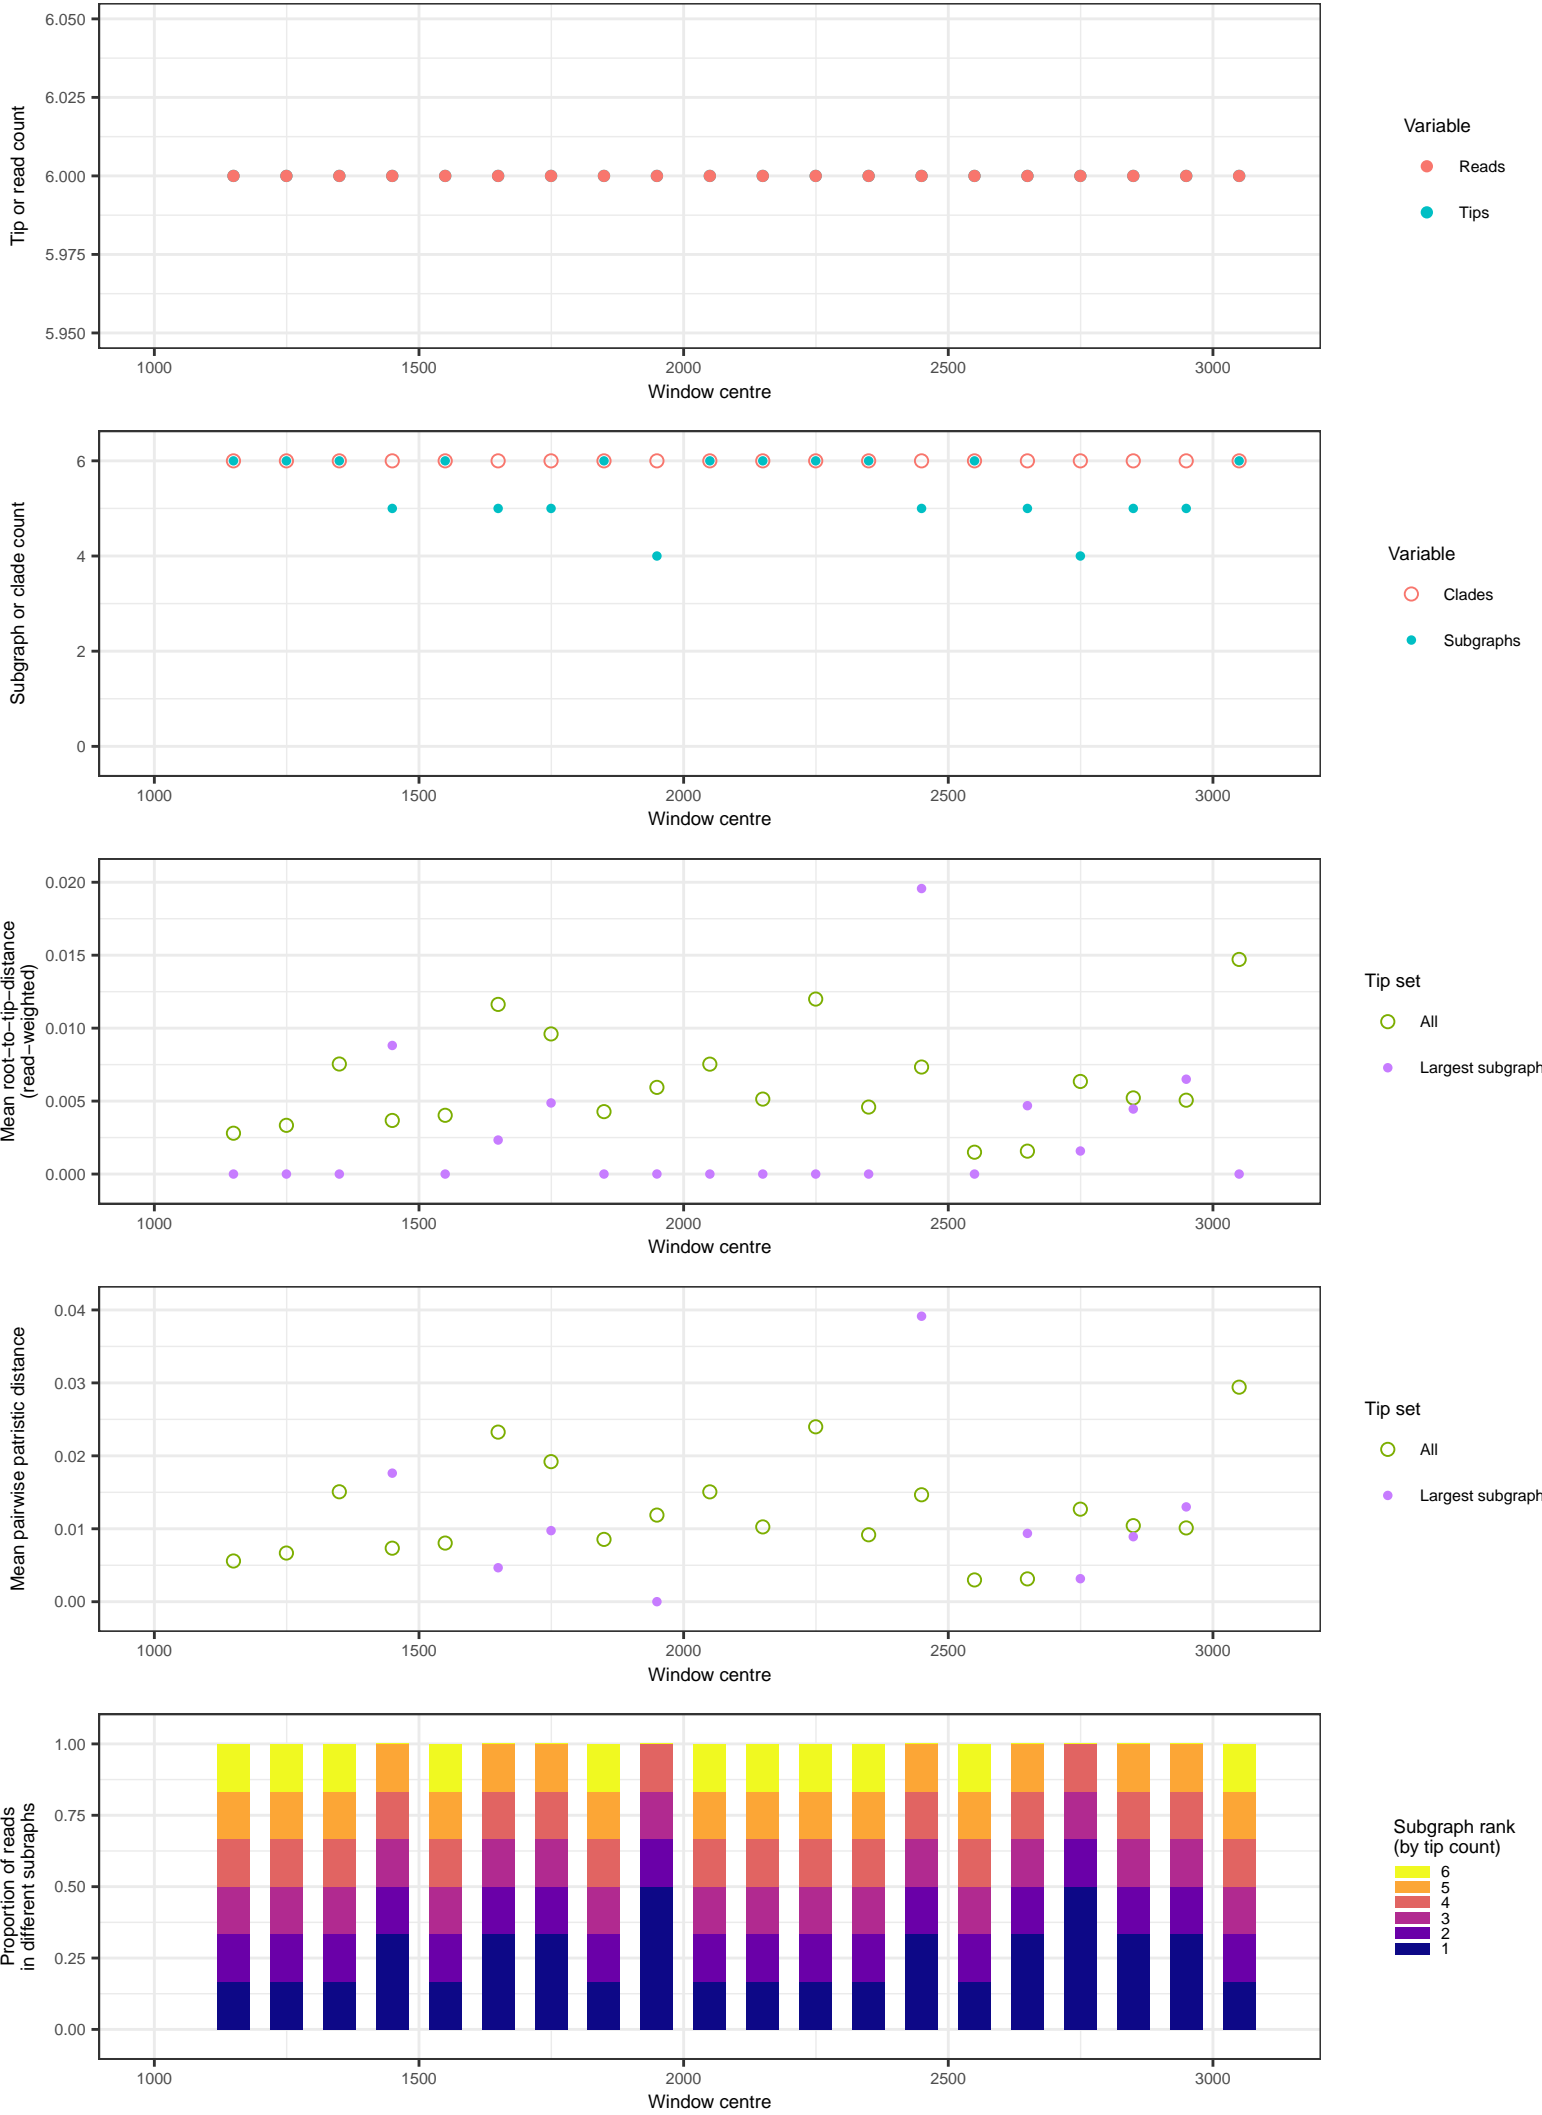 6.050
6.025
6.000
5.975
5.950
Tip or read count
1000 1500 2000 2500 3000
Window centre
Variable
Reads
Tips
6
4
2
0
Subgraph or clade count
1000 1500 2000 2500 3000
Window centre
Variable
Clades
Subgraphs
0.020
0.015
0.010
0.005
0.000
Mean root−to−tip−distance
(read−weighted)
1000 1500 2000 2500 3000
Window centre
Tip set
All
Largest subgraph
0.04
0.03
0.02
0.01
0.00
Mean pairwise patristic distance
1000 1500 2000 2500 3000
Window centre
Tip set
All
Largest subgraph
1.00
0.75
0.50
0.25
0.00
Proportion of reads
in different subraphs
1000 1500 2000 2500 3000
Window centre
Subgraph rank
(by tip count)
6
5
4
3
2
1